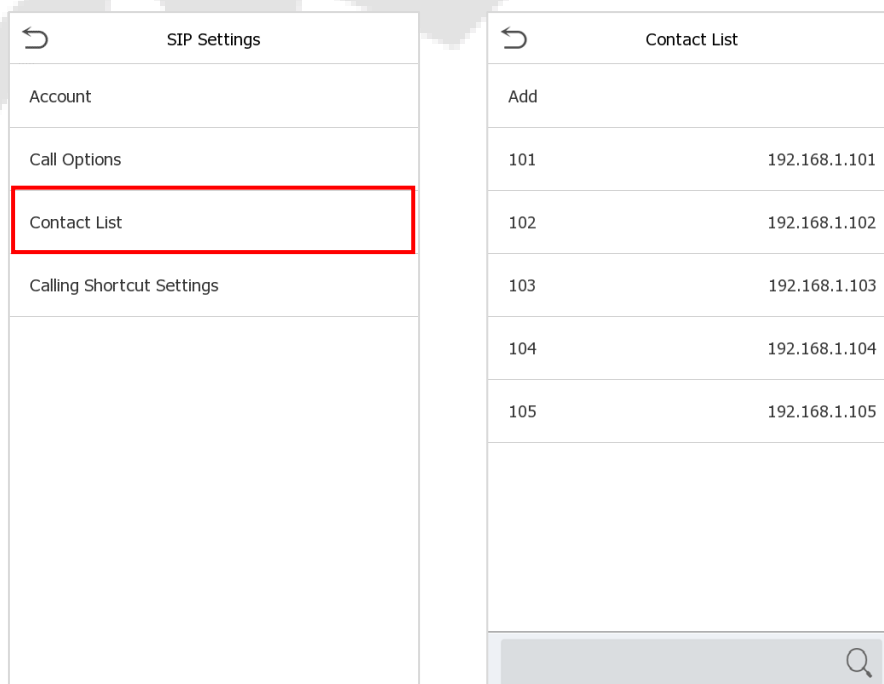 SIP Settings
Account
Call Options
Contact List
Calling Shortcut Settings
Contact List
Add
101 192.168.1.101
102 192.168.1.102
103 192.168.1.103
104 192.168.1.104
105 192.168.1.105